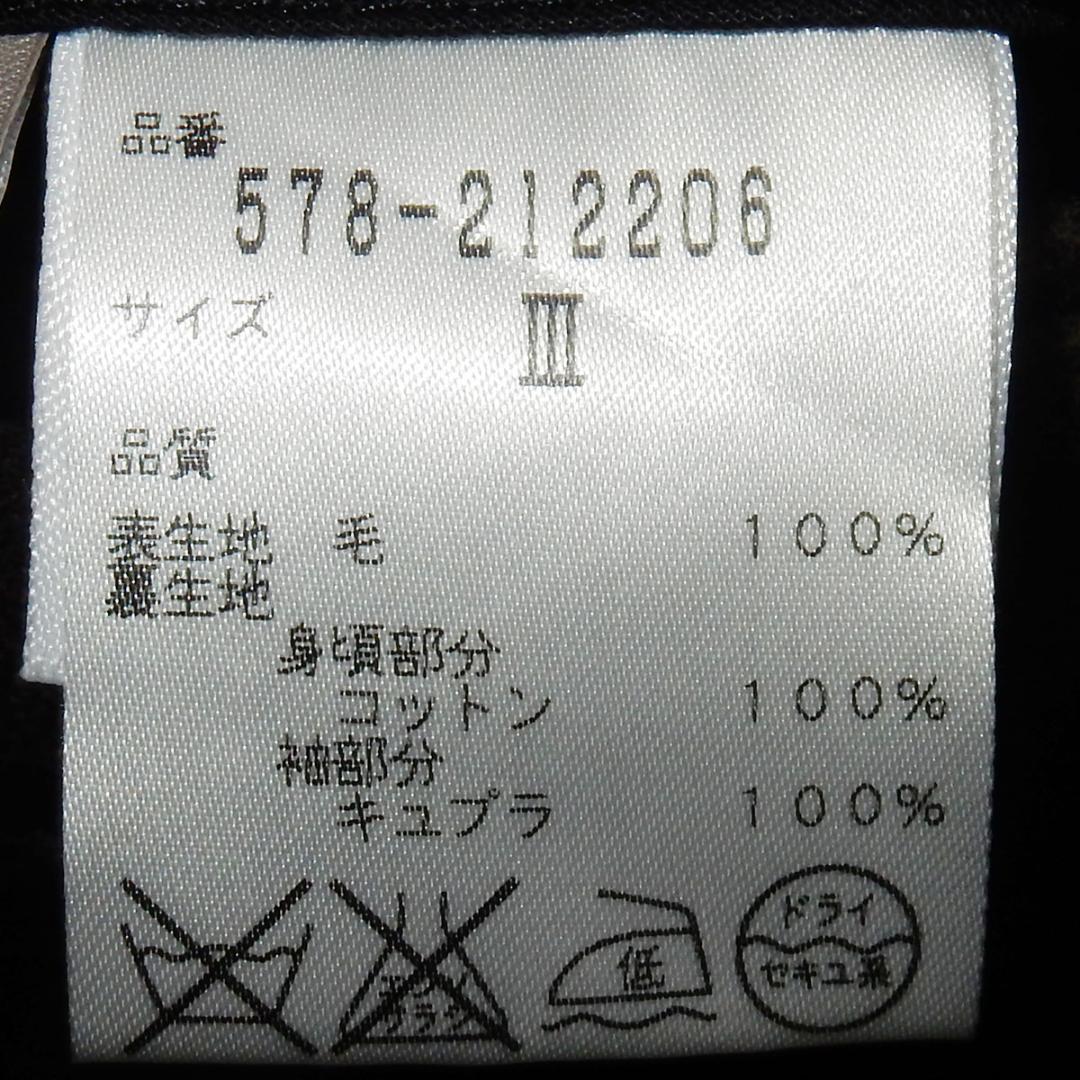 品番
578-212206
サイズ III
品質
表生地 毛 100%
裏生地
身頃部分
コットン 100%
袖部分
キュプラ 100%
低
ドライ
セキユ系